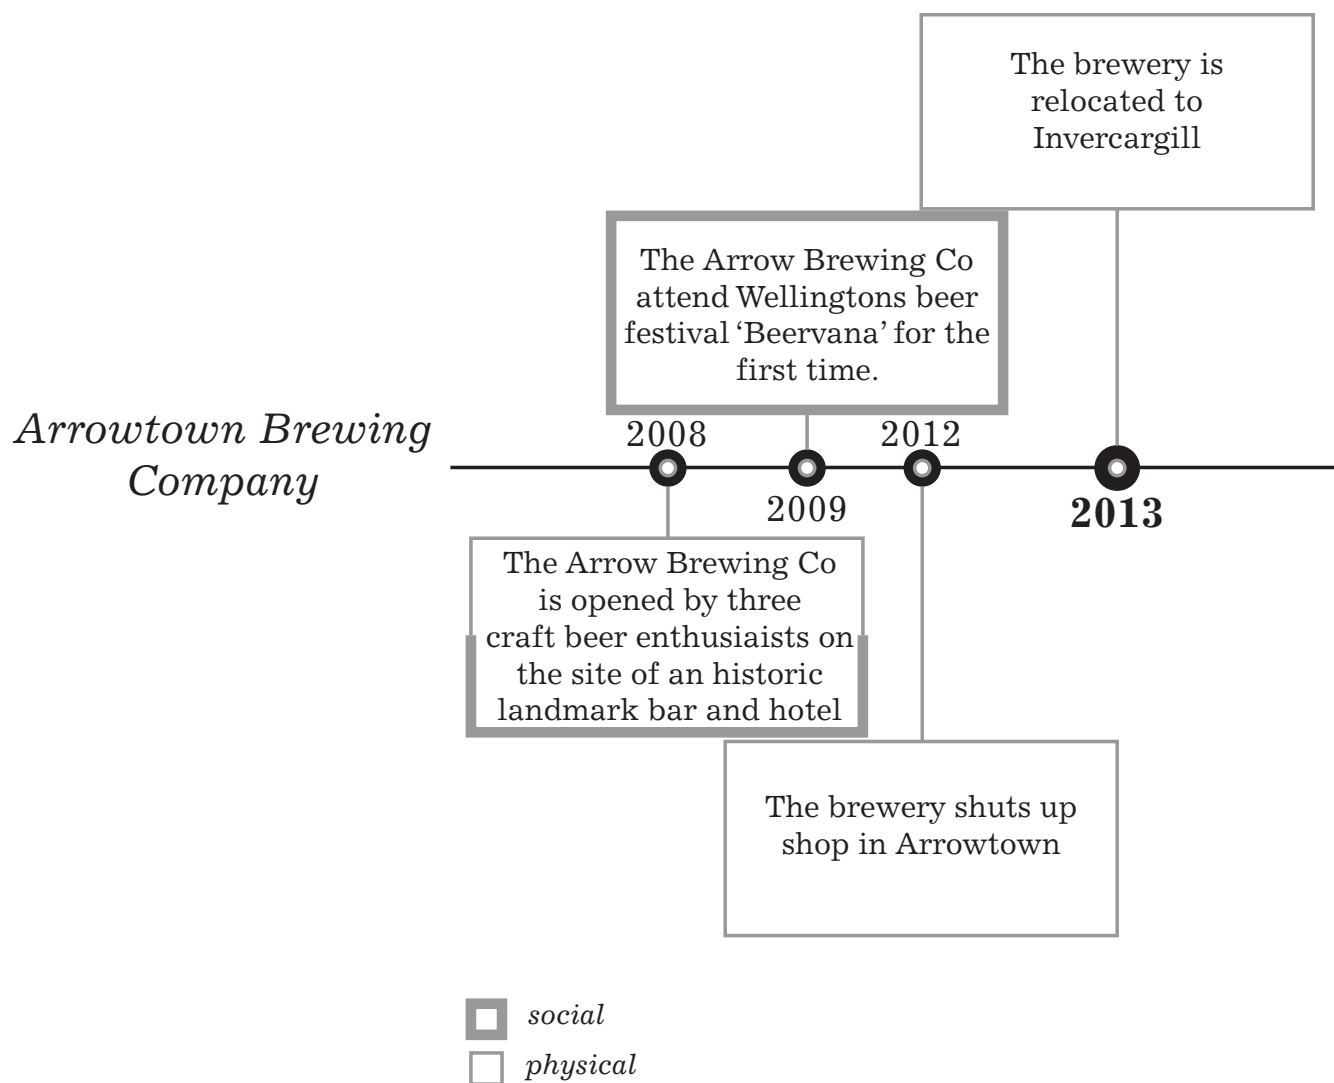 The brewery is
relocated to
Invercargill
The Arrow Brewing Co
attend Wellingtons beer
festival ‘Beervana’ for the
first time.
Arrowtown Brewing
Company
2008
2012
2009
2013
The Arrow Brewing Co
is opened by three
craft beer enthusiaists on
the site of an historic
landmark bar and hotel
The brewery shuts up
shop in Arrowtown
social
physical